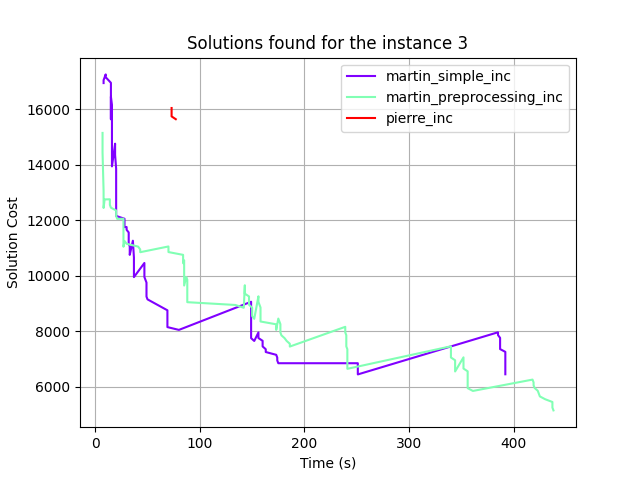 Solutions found for the instance 3
martin_simple_inc
martin_preprocessing_inc
pierre_inc
16000
14000
12000
10000
8000
6000
Solution Cost
0 100 200 300 400
Time (s)